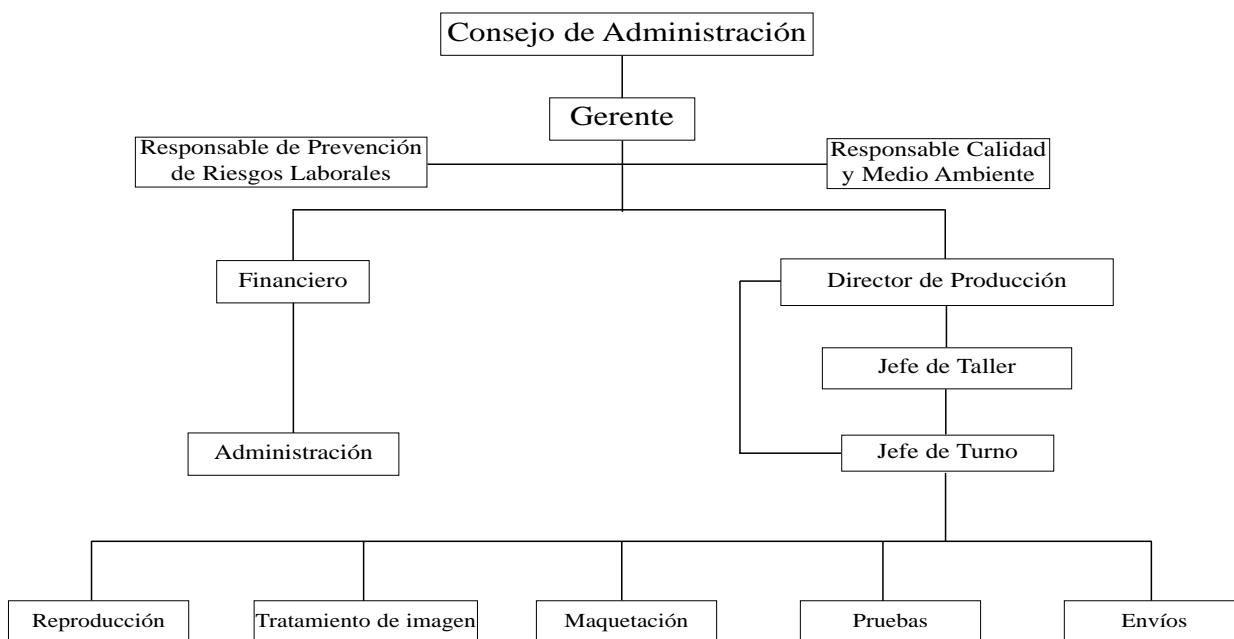 Consejo de Administración
Gerente
Responsable de Prevención
de Riesgos Laborales
Responsable Calidad
y Medio Ambiente
Financiero
Director de Producción
Jefe de Taller
Administración
Jefe de Turno
Reproducción
Tratamiento de imagen
Maquetación
Pruebas
Envíos